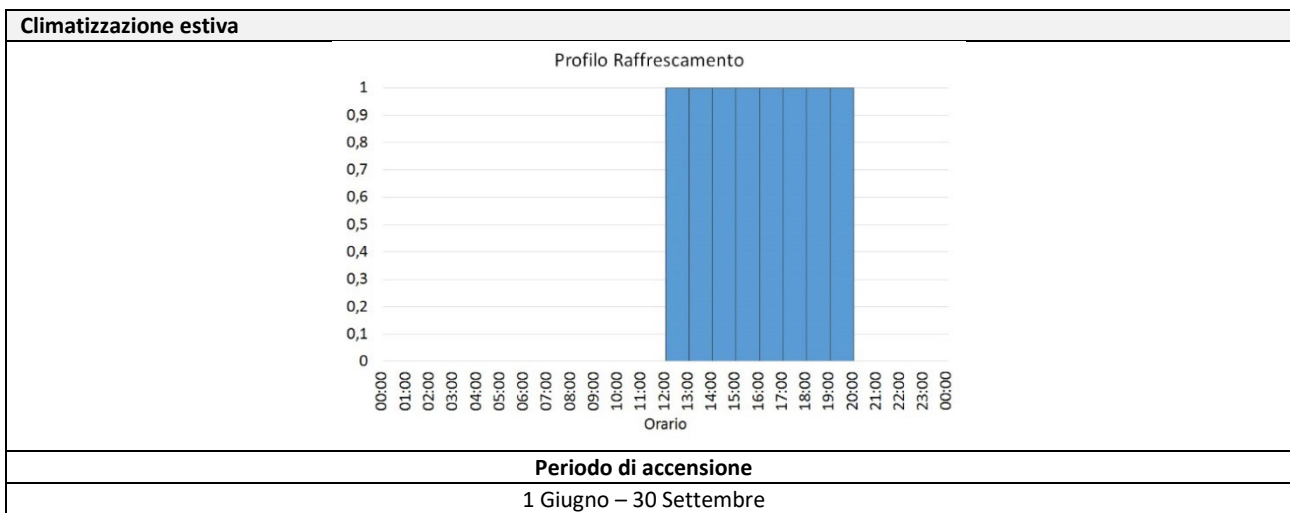 Climatizzazione estiva
Profilo Raffrescamento
1
0,9
0,8
0,7
0,6
0,5
0,4
0,3
0,2
0,1
0
00:00 01:00 02:00 03:00 04:00 05:00 06:00 07:00 08:00 09:00 10:00 11:00 12:00 13:00 14:00 15:00 16:00 17:00 18:00 19:00 20:00 21:00 22:00 23:00 00:00
Orario
Periodo di accensione
1 Giugno – 30 Settembre